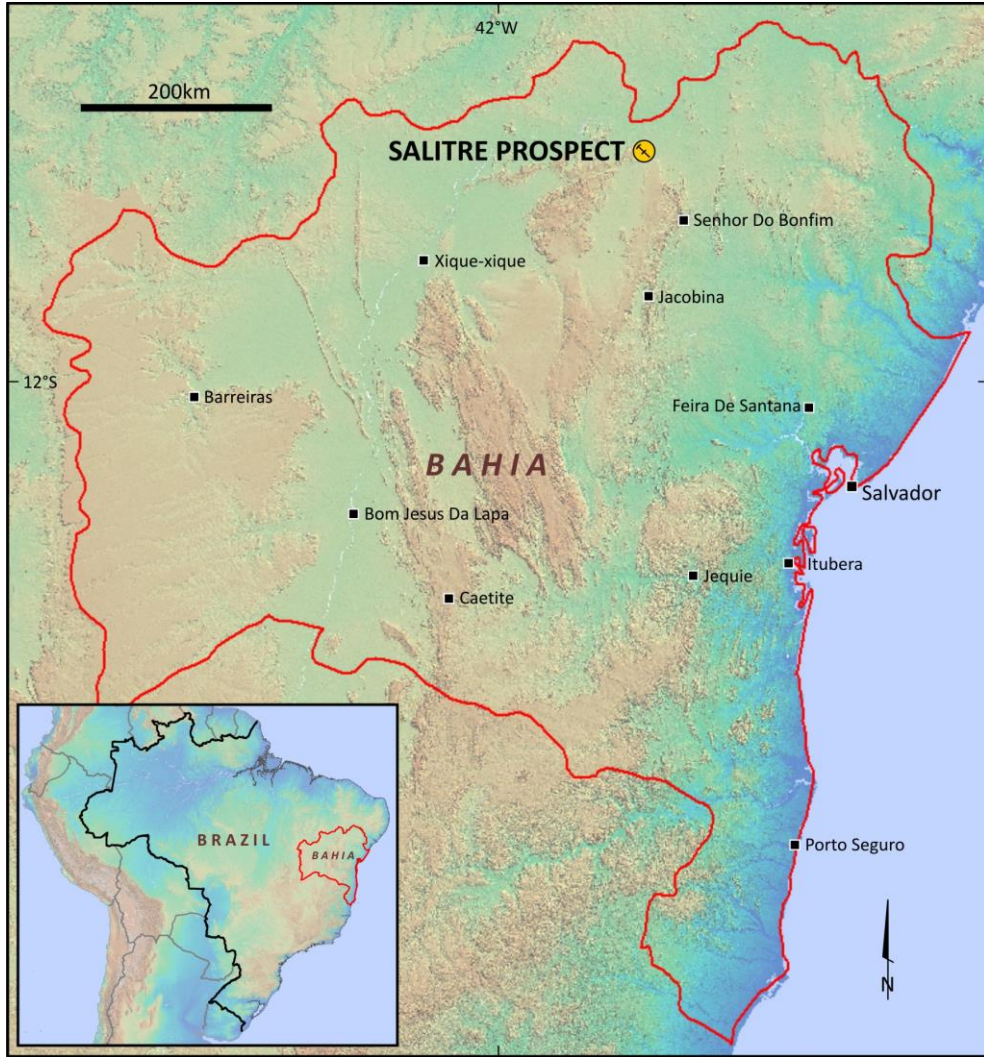 42°W
200km
SALITRE PROSPECT
Senhor Do Bonfim
Xique-xique
Jacobina
12°S
Barreiras
Feira De Santana
BAHIA
Salvador
Bom Jesus Da Lapa
Itubera
Jequie
Caetite
BRAZIL
BAHIA
Porto Seguro
N